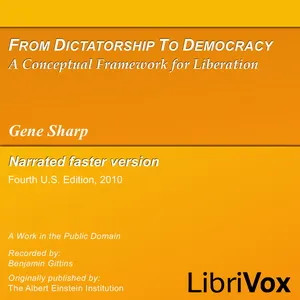 FROM DICTATORSHIP TO DEMOCRACY
A Conceptual Framework for Liberation
Gene Sharp
Narrated faster version
Fourth U.S. Edition, 2010
A Work in the Public Domain
Recorded by:
Benjamin Gittins
Originally published by:
The Albert Einstein Institution
LibriVox